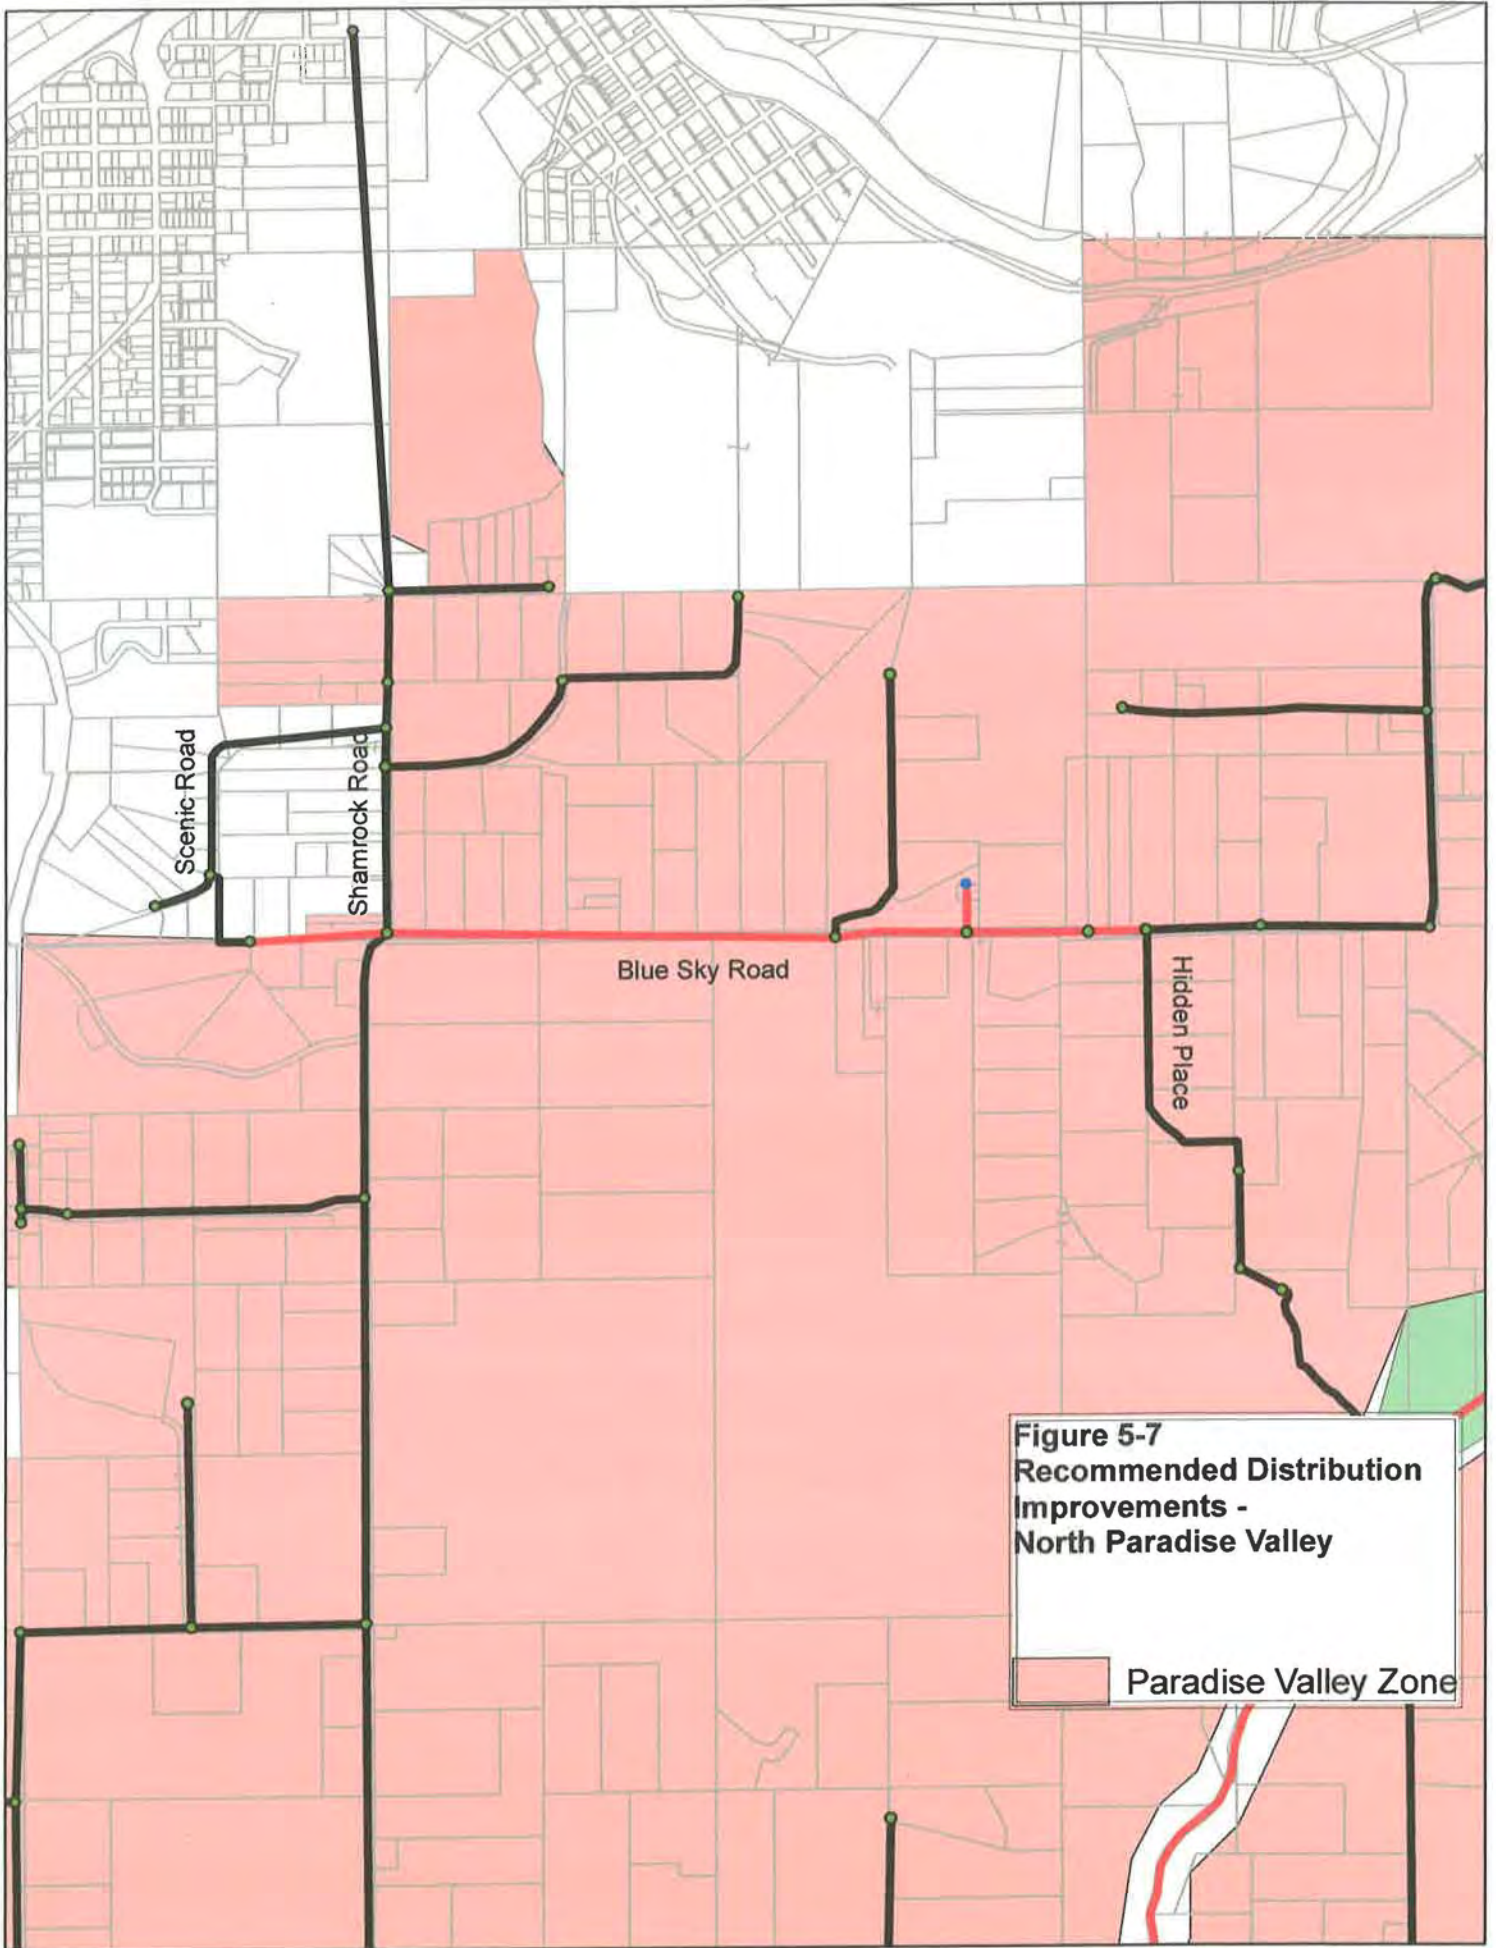 Scenic Road
Shamrock Road
Blue Sky Road
Hidden Place
Figure 5-7
Recommended Distribution
Improvements -
North Paradise Valley
Paradise Valley Zone